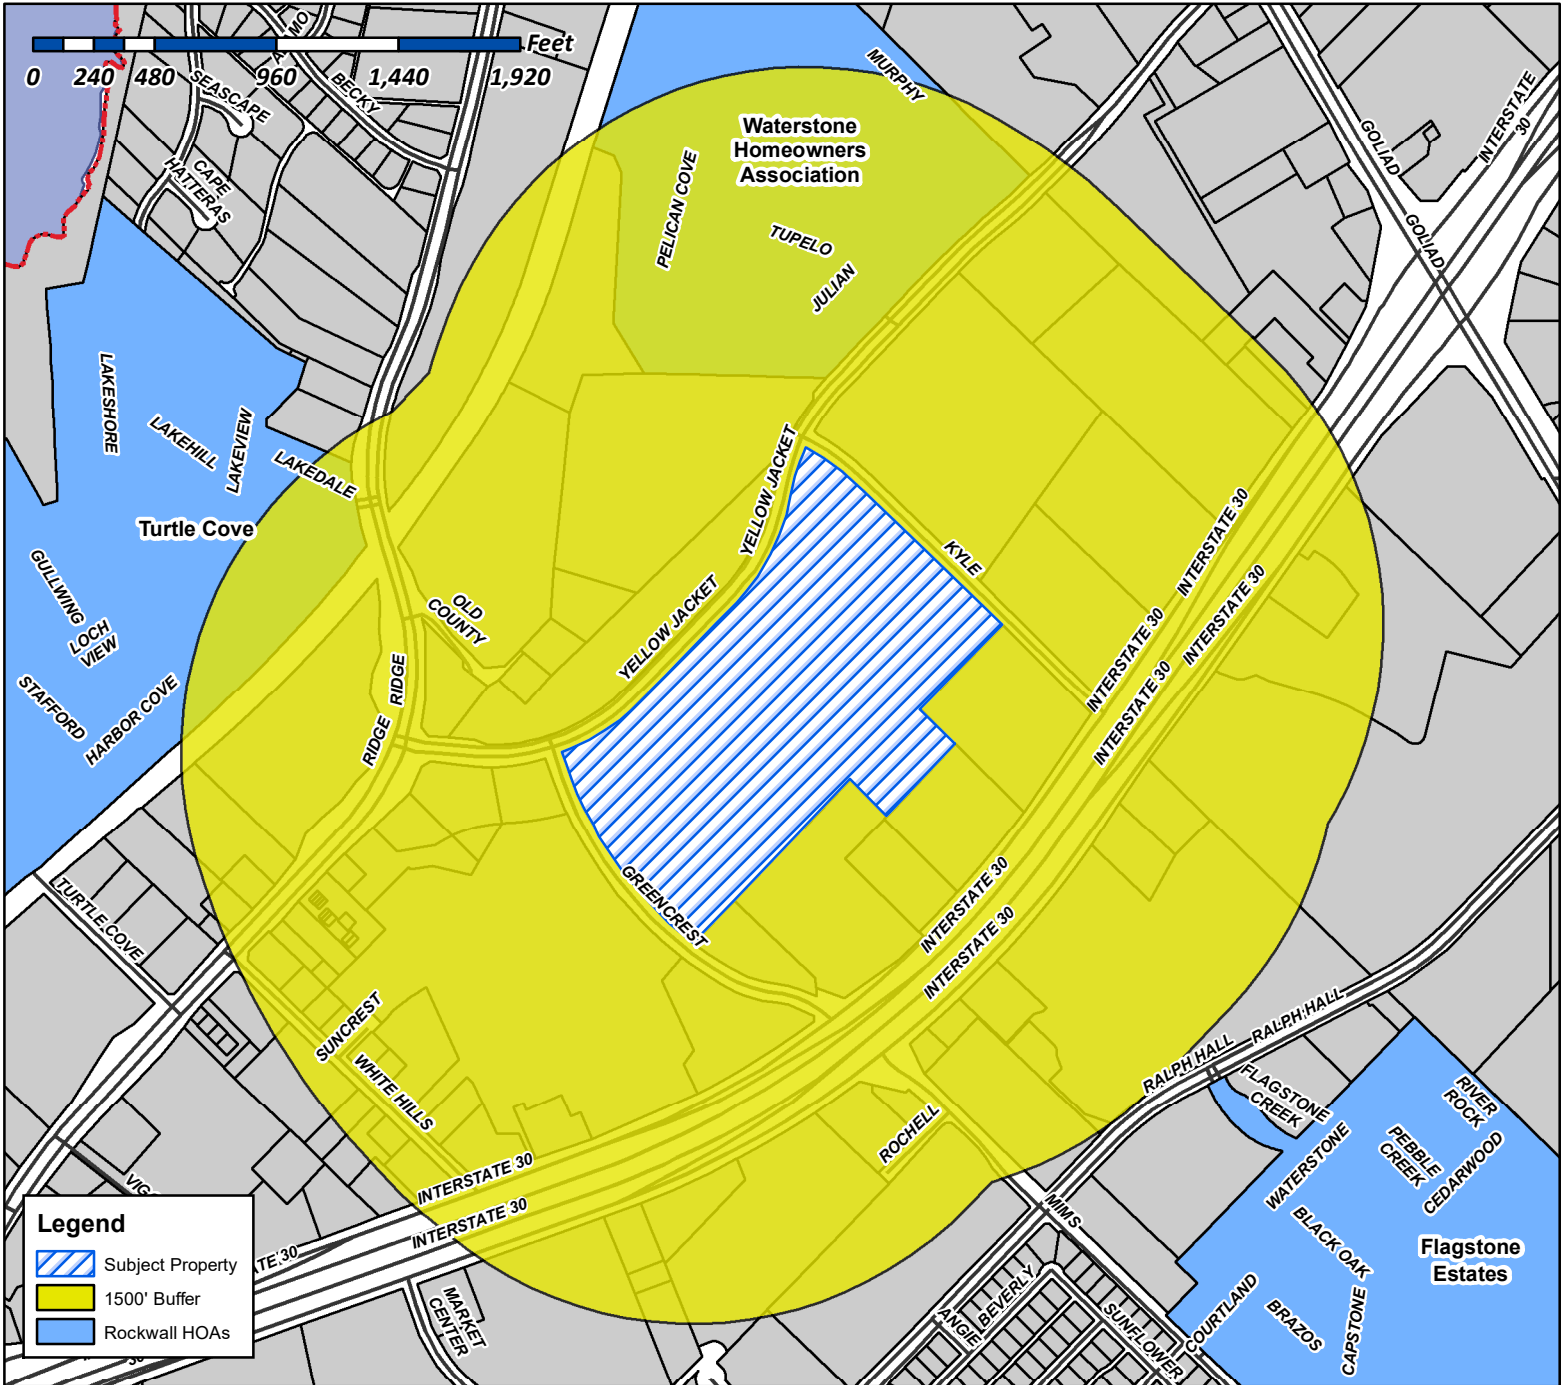 Feet
0 240 480 960 1,440 1,920
SEASCAPE
BECKY
CAPE
HATTERAS
MURPHY
Waterstone
Homeowners
Association
PELICAN COVE
TUPELO
JULIAN
GOLIAD
GOLIAD
INTERSTATE
30
LAKESHORE
LAKEHILL
LAKEVIEW
LAKEDALE
Turtle Cove
GULLWING
LOCH
VIEW
STAFFORD
HARBOR COVE
OLD
COUNTY
RIDGE
RIDGE
YELLOW JACKET
YELLOW JACKET
KYLE
INTERSTATE 30
INTERSTATE 30
INTERSTATE 30
INTERSTATE 30
GREENCREST
INTERSTATE 30
INTERSTATE 30
TURTLE COVE
SUNCREST
WHITE HILLS
ROCHELL
RALPH HALL
RALPH HALL
FLAGSTONE
CREEK
RIVER
ROCK
PEBBLE
CREEK
CEDARWOOD
WATERSTONE
BLACK OAK
Flagstone
Estates
MIMS
INTERSTATE 30
INTERSTATE 30
MARKET
CENTER
ANGIE
BEVERLY
SUNFLOWER
COURTLAND
BRAZOS
CAPSTONE
Legend
Subject Property
1500' Buffer
Rockwall HOAs